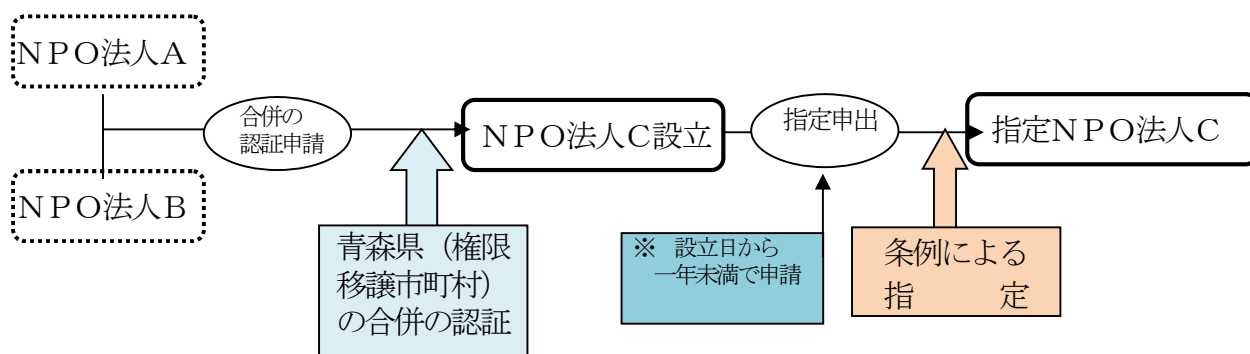 ＮＰＯ法人Ａ
ＮＰＯ法人Ｂ
合併の
認証申請
ＮＰＯ法人Ｃ設立
指定申出
指定ＮＰＯ法人Ｃ
青森県（権限
移譲市町村）
の合併の認証
※　設立日から
一年未満で申請
条例による
指　　　定